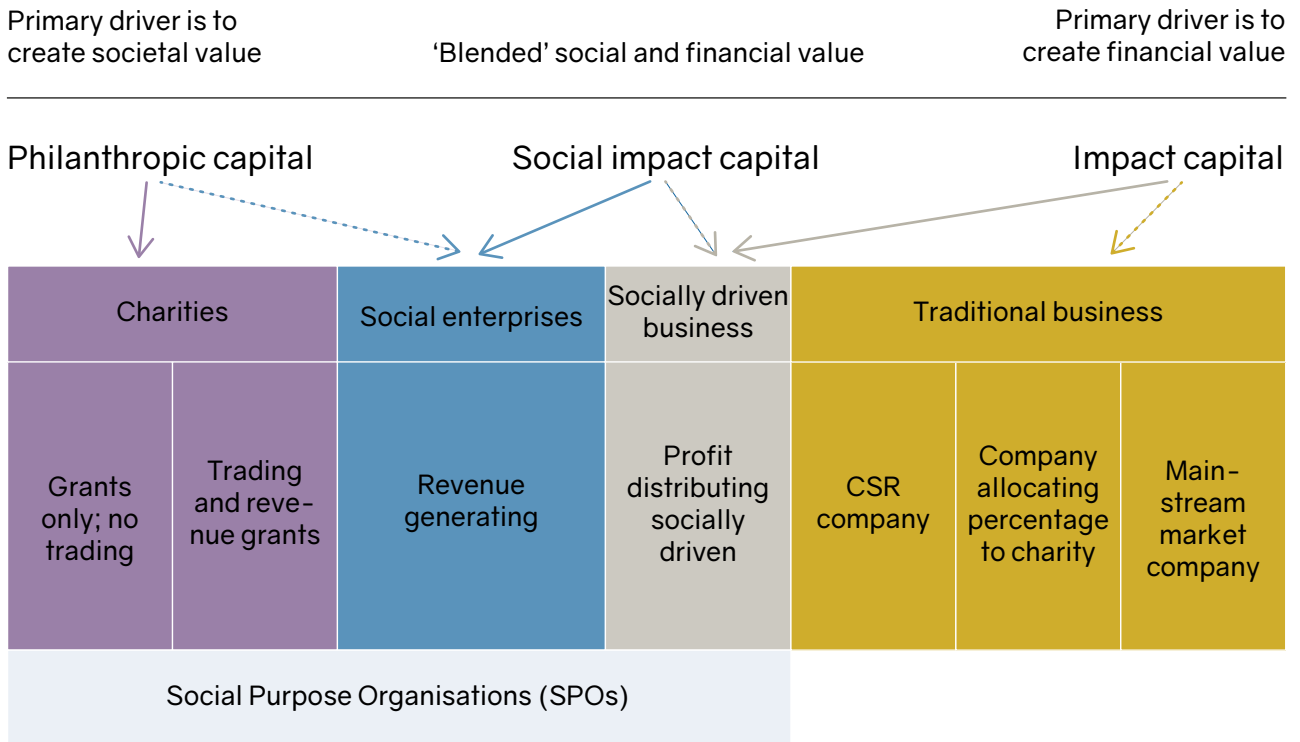 Primary driver is to
create societal value
'Blended' social and financial value
Primary driver is to
create financial value
Philanthropic capital
Social impact capital
Impact capital
Charities
Social enterprises
Socially driven
business
Traditional business
Grants
only; no
trading
Trading
and reve-
nue grants
Revenue
generating
Profit
distributing
socially
driven
CSR
company
Company
allocating
percentage
to charity
Main-
stream
market
company
Social Purpose Organisations (SPOs)